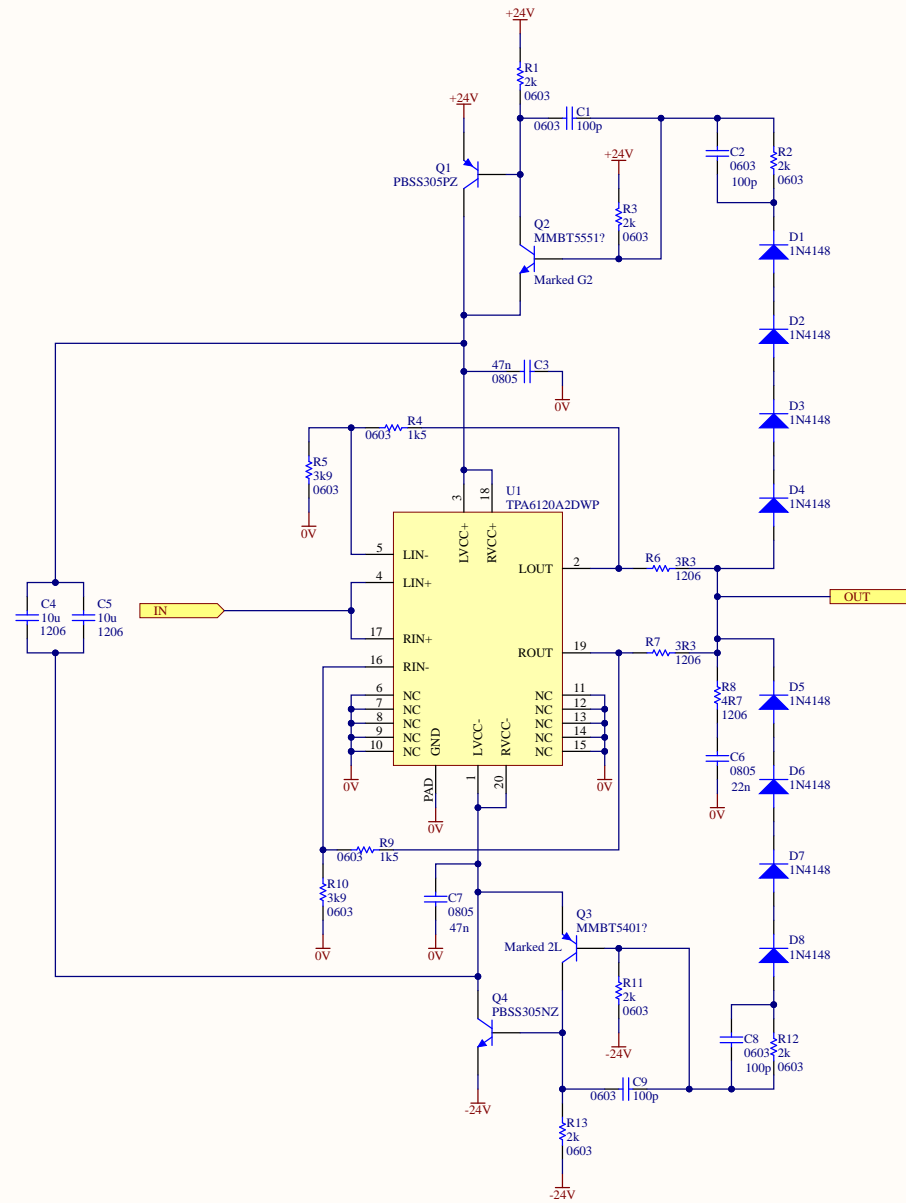 +24V
R1
2k
0603
+24V
C1
0603
100p
Q1
PBSS305PZ
+24V
C2
0603
100p
R2
2k
0603
R3
2k
0603
Q2
MMBT5551?
Marked G2
D1
1N4148
D2
1N4148
47n
0805
C3
0V
D3
1N4148
R4
0603
1k5
R5
3k9
0603
0V
D4
1N4148
U1
TPA6120A2DWP
3
18
LVCC+
RVCC+
5
LIN-
4
LIN+
17
RIN+
16
RIN-
LOUT
2
ROUT
19
R6
3R3
1206
OUT
R7
3R3
1206
IN
C4
10u
1206
C5
10u
1206
6
NC
7
NC
8
NC
9
NC
10
NC
NC
11
NC
12
NC
13
NC
14
NC
15
GND
LVCC-
RVCC-
PAD
1
20
0V
0V
0V
R8
4R7
1206
C6
0805
22n
0V
D5
1N4148
D6
1N4148
D7
1N4148
D8
1N4148
R9
0603
1k5
R10
3k9
0603
0V
C7
0805
47n
0V
Q3
MMBT5401?
Marked 2L
R11
2k
0603
-24V
Q4
PBSS305NZ
-24V
C8
0603
100p
R12
2k
0603
C9
0603
100p
R13
2k
0603
-24V